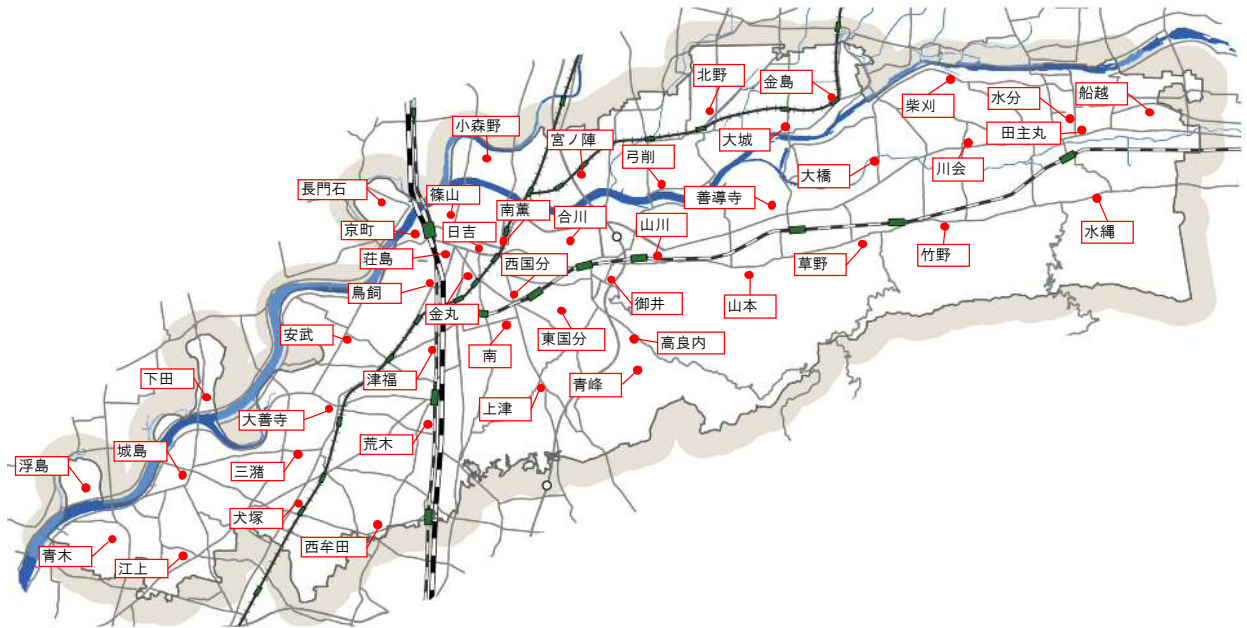 北野
金島
柴刈
水分
船越
小森野
宮ノ陣
弓削
大城
田主丸
大橋
川会
長門石
篠山
南薫
合川
善導寺
山川
京町
日吉
水縄
荘島
西国分
草野
竹野
鳥飼
金丸
御井
山本
安武
南
東国分
高良内
下田
津福
青峰
大善寺
上津
城島
荒木
浮島
三潴
犬塚
西牟田
青木
江上